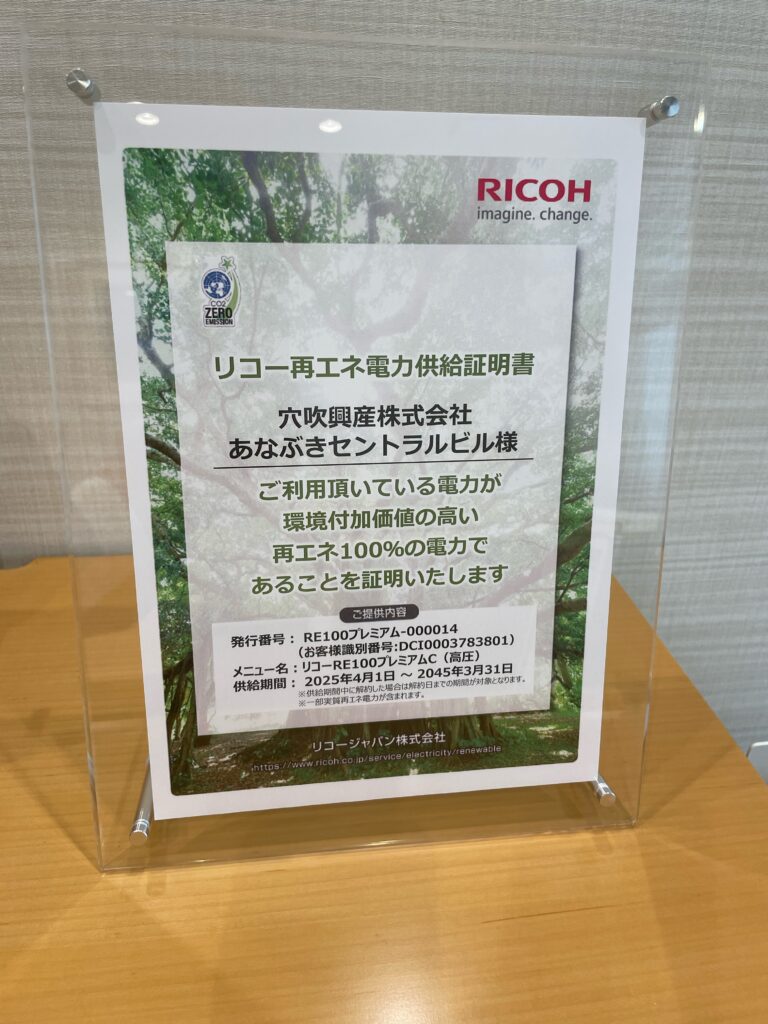 RICOH
imagine. change.
CO2
ZERO
EMISSION
リコー再エネ電力供給証明書
穴吹興産株式会社
あなぶきセントラルビル様
ご利用頂いている電力が
環境付加価値の高い
再エネ100%の電力で
あることを証明いたします
ご提供内容
発行番号： RE100プレミアム-000014
（お客様識別番号:DCI0003783801）
メニュー名：リコーRE100プレミアムC（高圧）
供給期間： 2025年4月1日 ～ 2045年3月31日
※供給期間中に解約した場合は解約日までの期間が対象となります。
※一部実質再エネ電力が含まれます。
リコージャパン株式会社
https://www.ricoh.co.jp/service/electricity/renewable